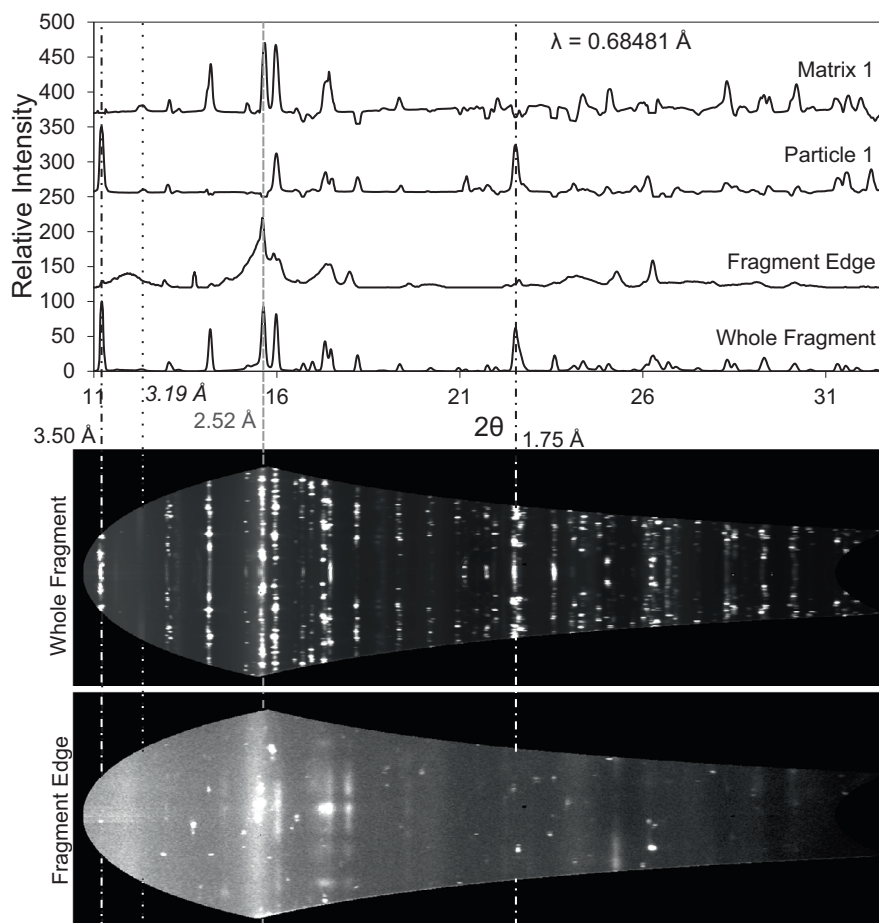 500
450
400
350
300
250
200
150
100
50
0
Relative Intensity
λ = 0.68481 Å
Matrix 1
Particle 1
Fragment Edge
Whole Fragment
11
16
21
26
31
2θ
3.19 Å
2.52 Å
3.50 Å
1.75 Å
Whole Fragment
Fragment Edge